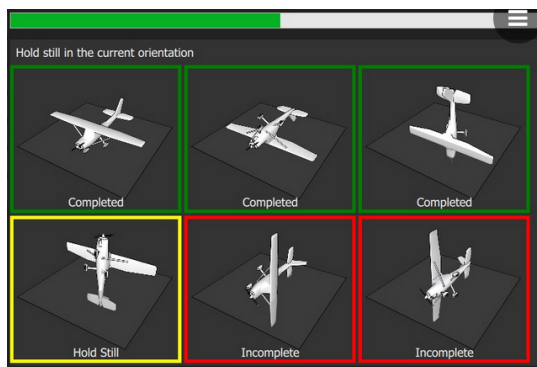 Hold still in the current orientation
Completed
Completed
Completed
Hold Still
Incomplete
Incomplete